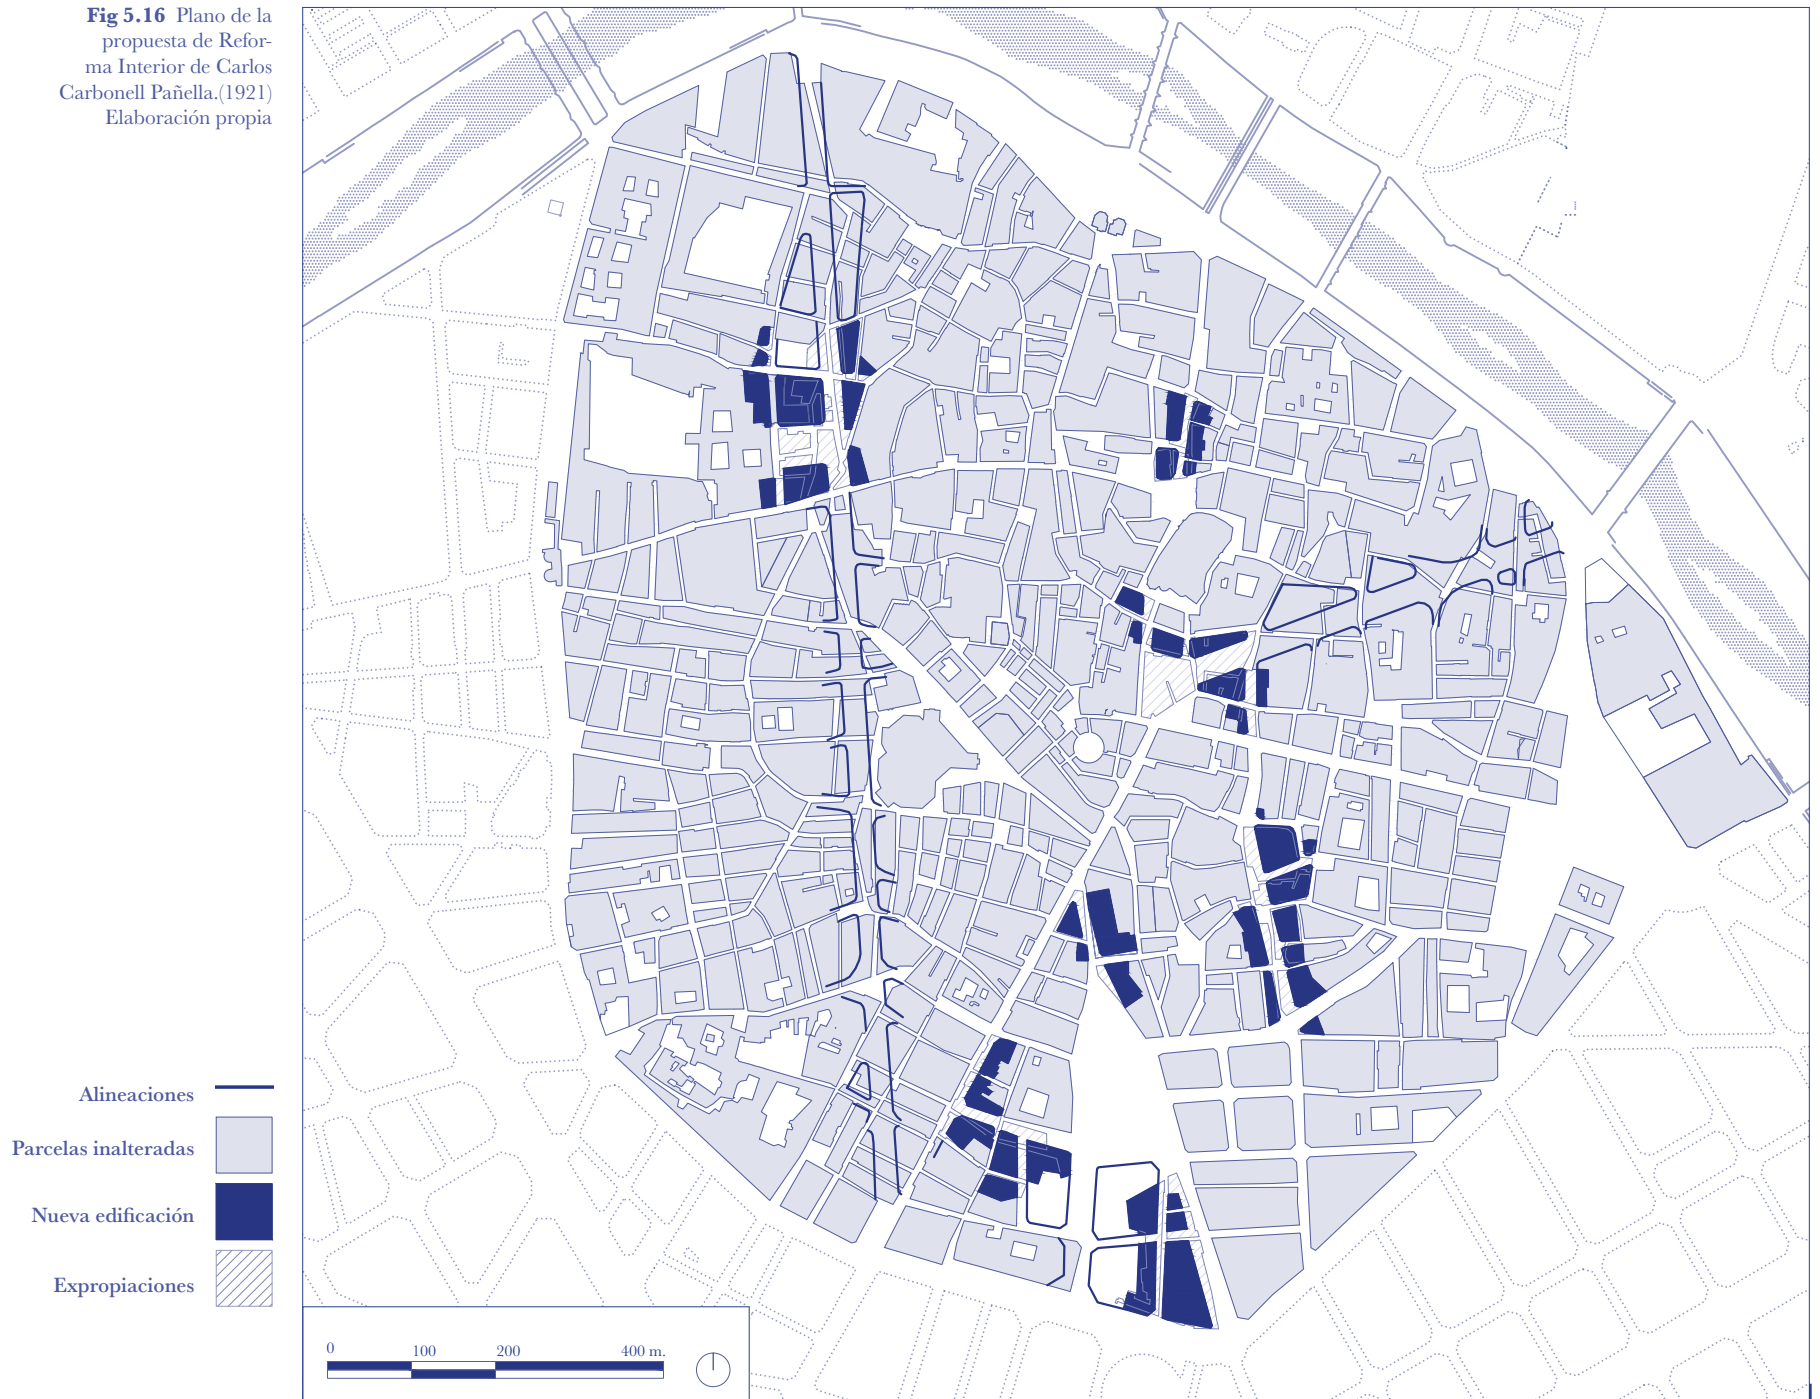 Fig 5.16 Plano de la
propuesta de Refor-
ma Interior de Carlos
Carbonell Pañella.(1921)
Elaboración propia
Alineaciones
Parcelas inalteradas
Nueva edificación
Expropiaciones
0 100 200 400 m.